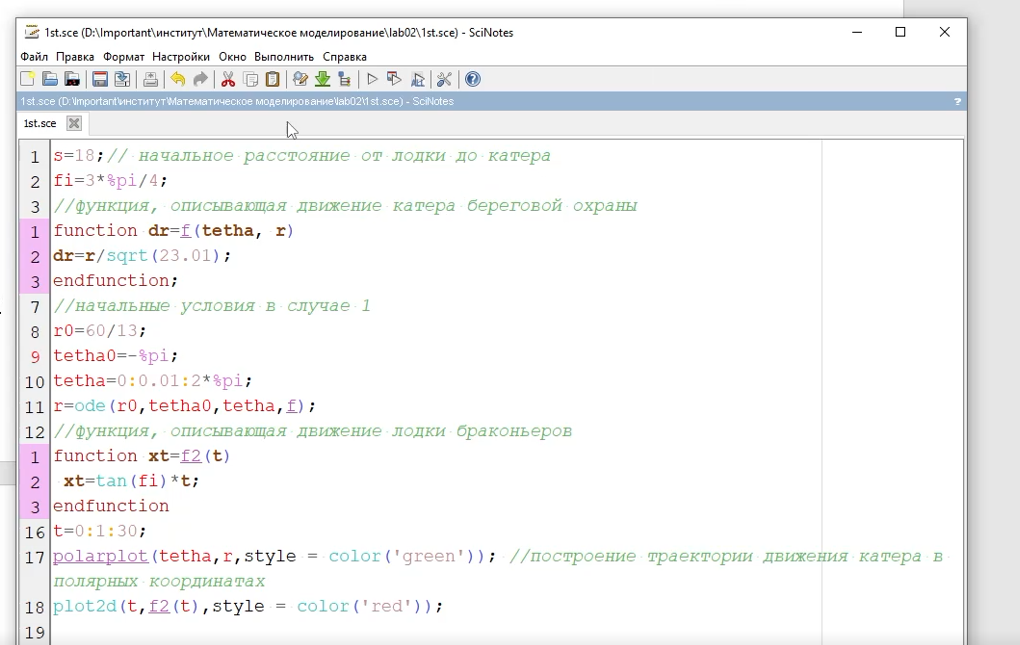 1st.sce (D:\Important\институт\Математическое моделирование\lab02\1st.sce) - SciNotes
Файл Правка Формат Настройки Окно Выполнить Справка
1st.sce (D:\Important\институт\Математическое моделирование\lab02\1st.sce) - SciNotes ?
1st.sce
1 s=18;// начальное расстояние от лодки до катера
2 fi=3*%pi/4;
3 //функция, описывающая движение катера береговой охраны
1 function dr=f(tetha, r)
2 dr=r/sqrt(23.01);
3 endfunction;
7 //начальные условия в случае 1
8 r0=60/13;
9 tetha0=-%pi;
10 tetha=0:0.01:2*%pi;
11 r=ode(r0,tetha0,tetha,f);
12 //функция, описывающая движение лодки браконьеров
1 function xt=f2(t)
2 xt=tan(fi)*t;
3 endfunction
16 t=0:1:30;
17 polarplot(tetha,r,style = color('green')); //построение траектории движения катера в
полярных координатах
18 plot2d(t,f2(t),style = color('red'));
19